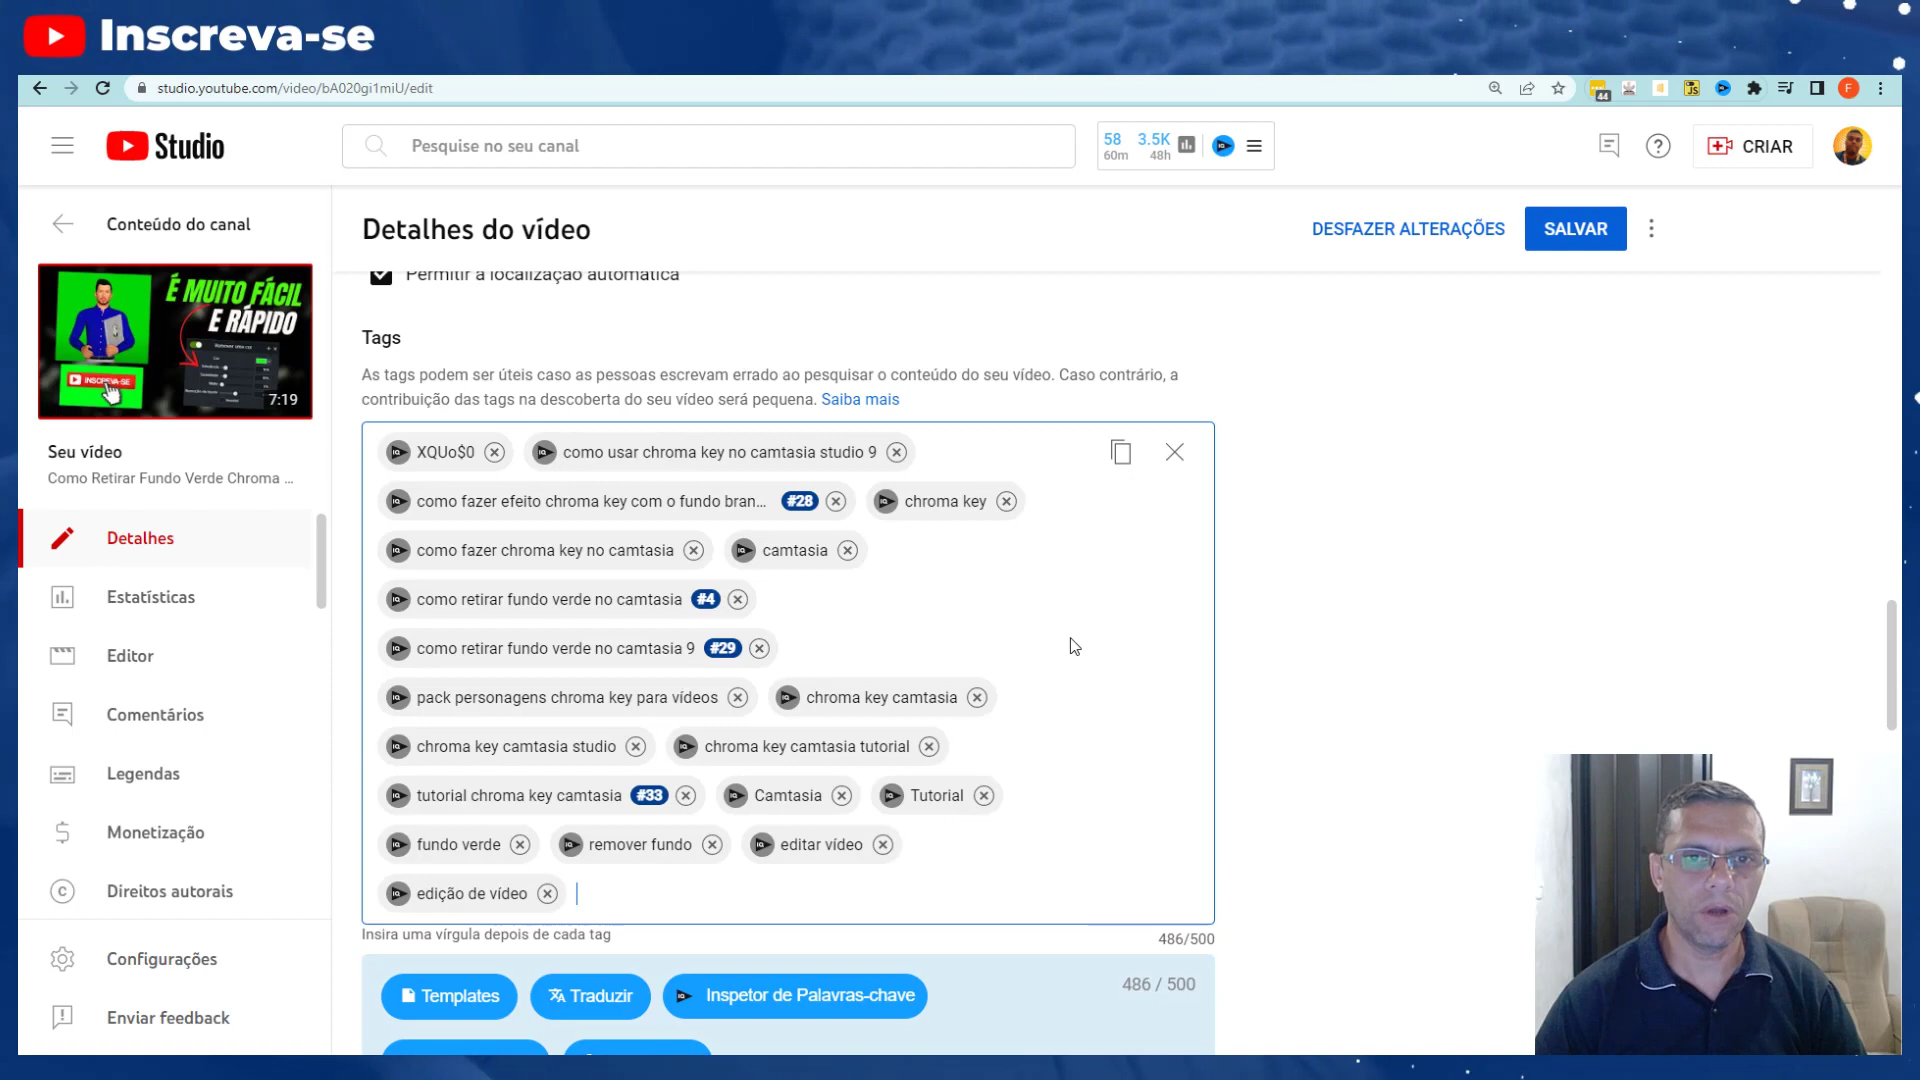 Inscreva-se
studio.youtube.com/video/bA020gi1miU/edit
44
JS
F
Studio
Pesquise no seu canal
58 3.5K
60m 48h
CRIAR
Conteúdo do canal
É MUITO FÁCIL
E RÁPIDO
INSCREVA-SE
7:19
Seu vídeo
Como Retirar Fundo Verde Chroma ...
Detalhes
Estatísticas
Editor
Comentários
Legendas
Monetização
Direitos autorais
Configurações
Enviar feedback
Detalhes do vídeo
DESFAZER ALTERAÇÕES
SALVAR
Permitir a localização automática
Tags
As tags podem ser úteis caso as pessoas escrevam errado ao pesquisar o conteúdo do seu vídeo. Caso contrário, a
contribuição das tags na descoberta do seu vídeo será pequena. Saiba mais
XQUo$0 como usar chroma key no camtasia studio 9
como fazer efeito chroma key com o fundo bran... #28 chroma key
como fazer chroma key no camtasia camtasia
como retirar fundo verde no camtasia #4
como retirar fundo verde no camtasia 9 #29
pack personagens chroma key para vídeos chroma key camtasia
chroma key camtasia studio chroma key camtasia tutorial
tutorial chroma key camtasia #33 Camtasia Tutorial
fundo verde remover fundo editar vídeo
edição de vídeo
Insira uma vírgula depois de cada tag
486/500
Templates Traduzir Inspetor de Palavras-chave
486 / 500